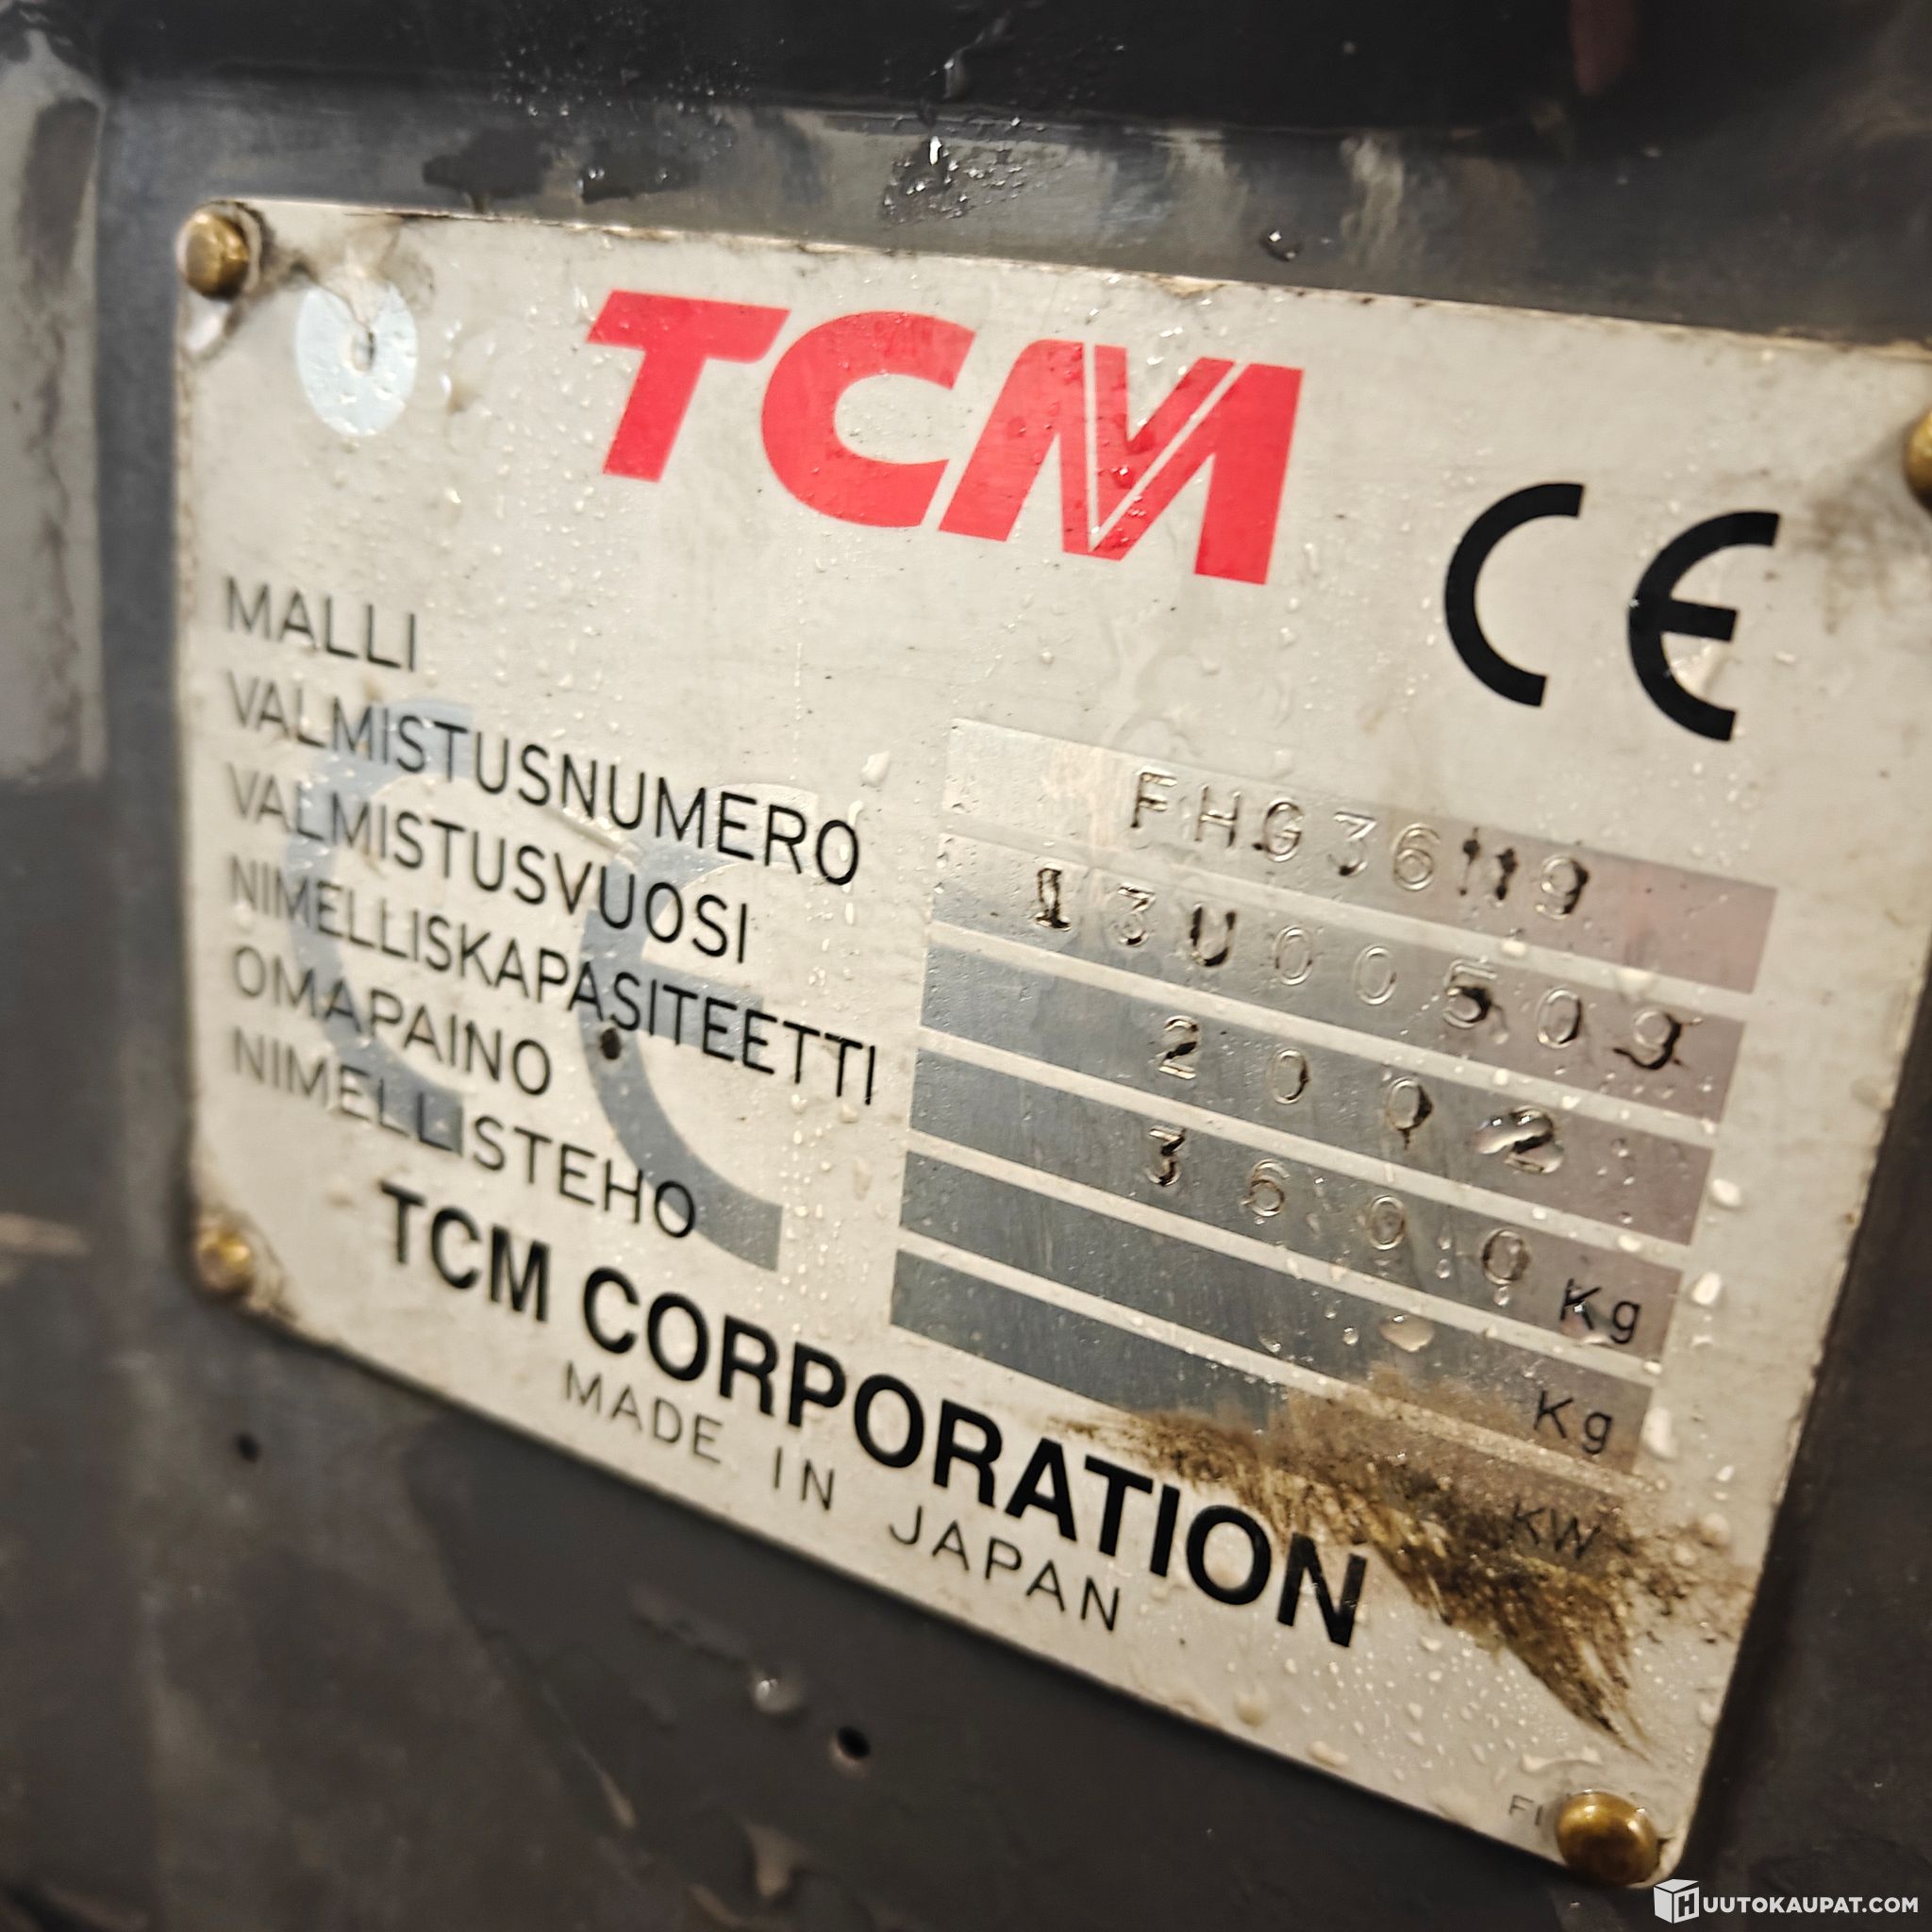 TCM
CE
MALLI FHG36N9
VALMISTUSNUMERO 13U00509
VALMISTUSVUOSI 2002
NIMELLISKAPASITEETTI 3600 Kg
OMAPAINO Kg
NIMELLISTEHO KW
TCM CORPORATION
MADE IN JAPAN
FI
HUUTOKAUPAT.COM